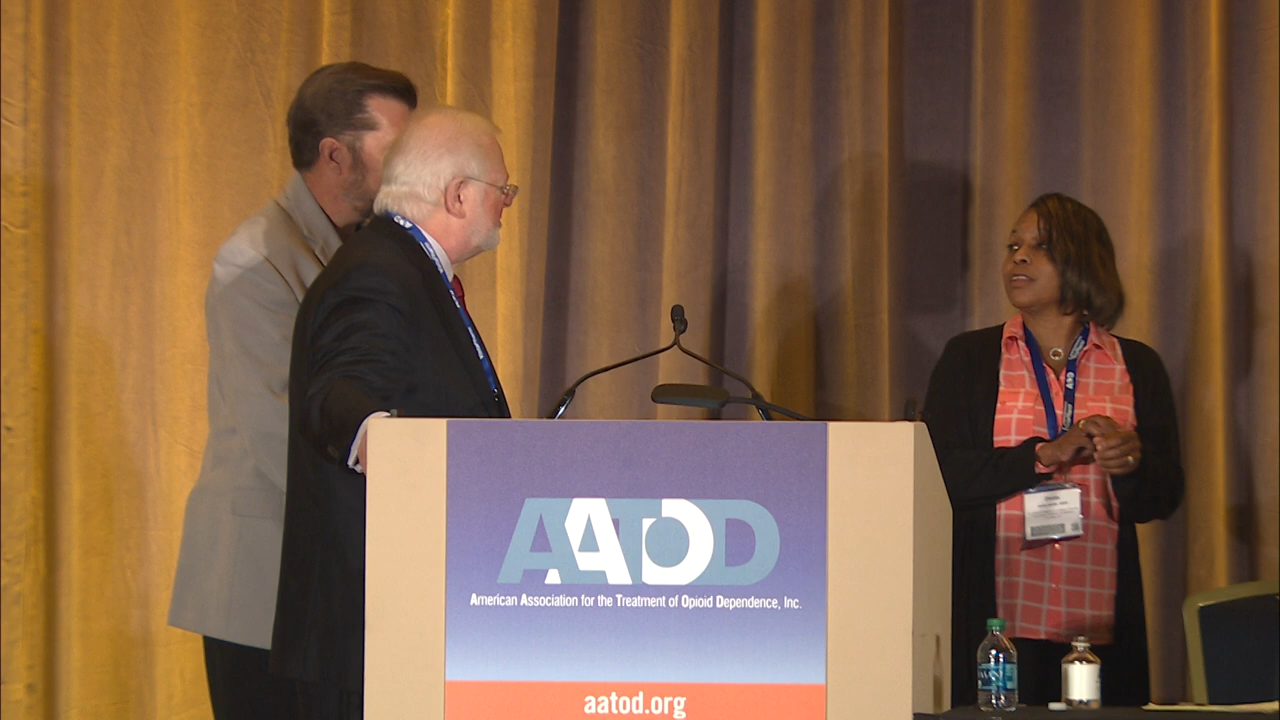 AATOD
American Association for the Treatment of Opioid Dependence, Inc.
aatod.org